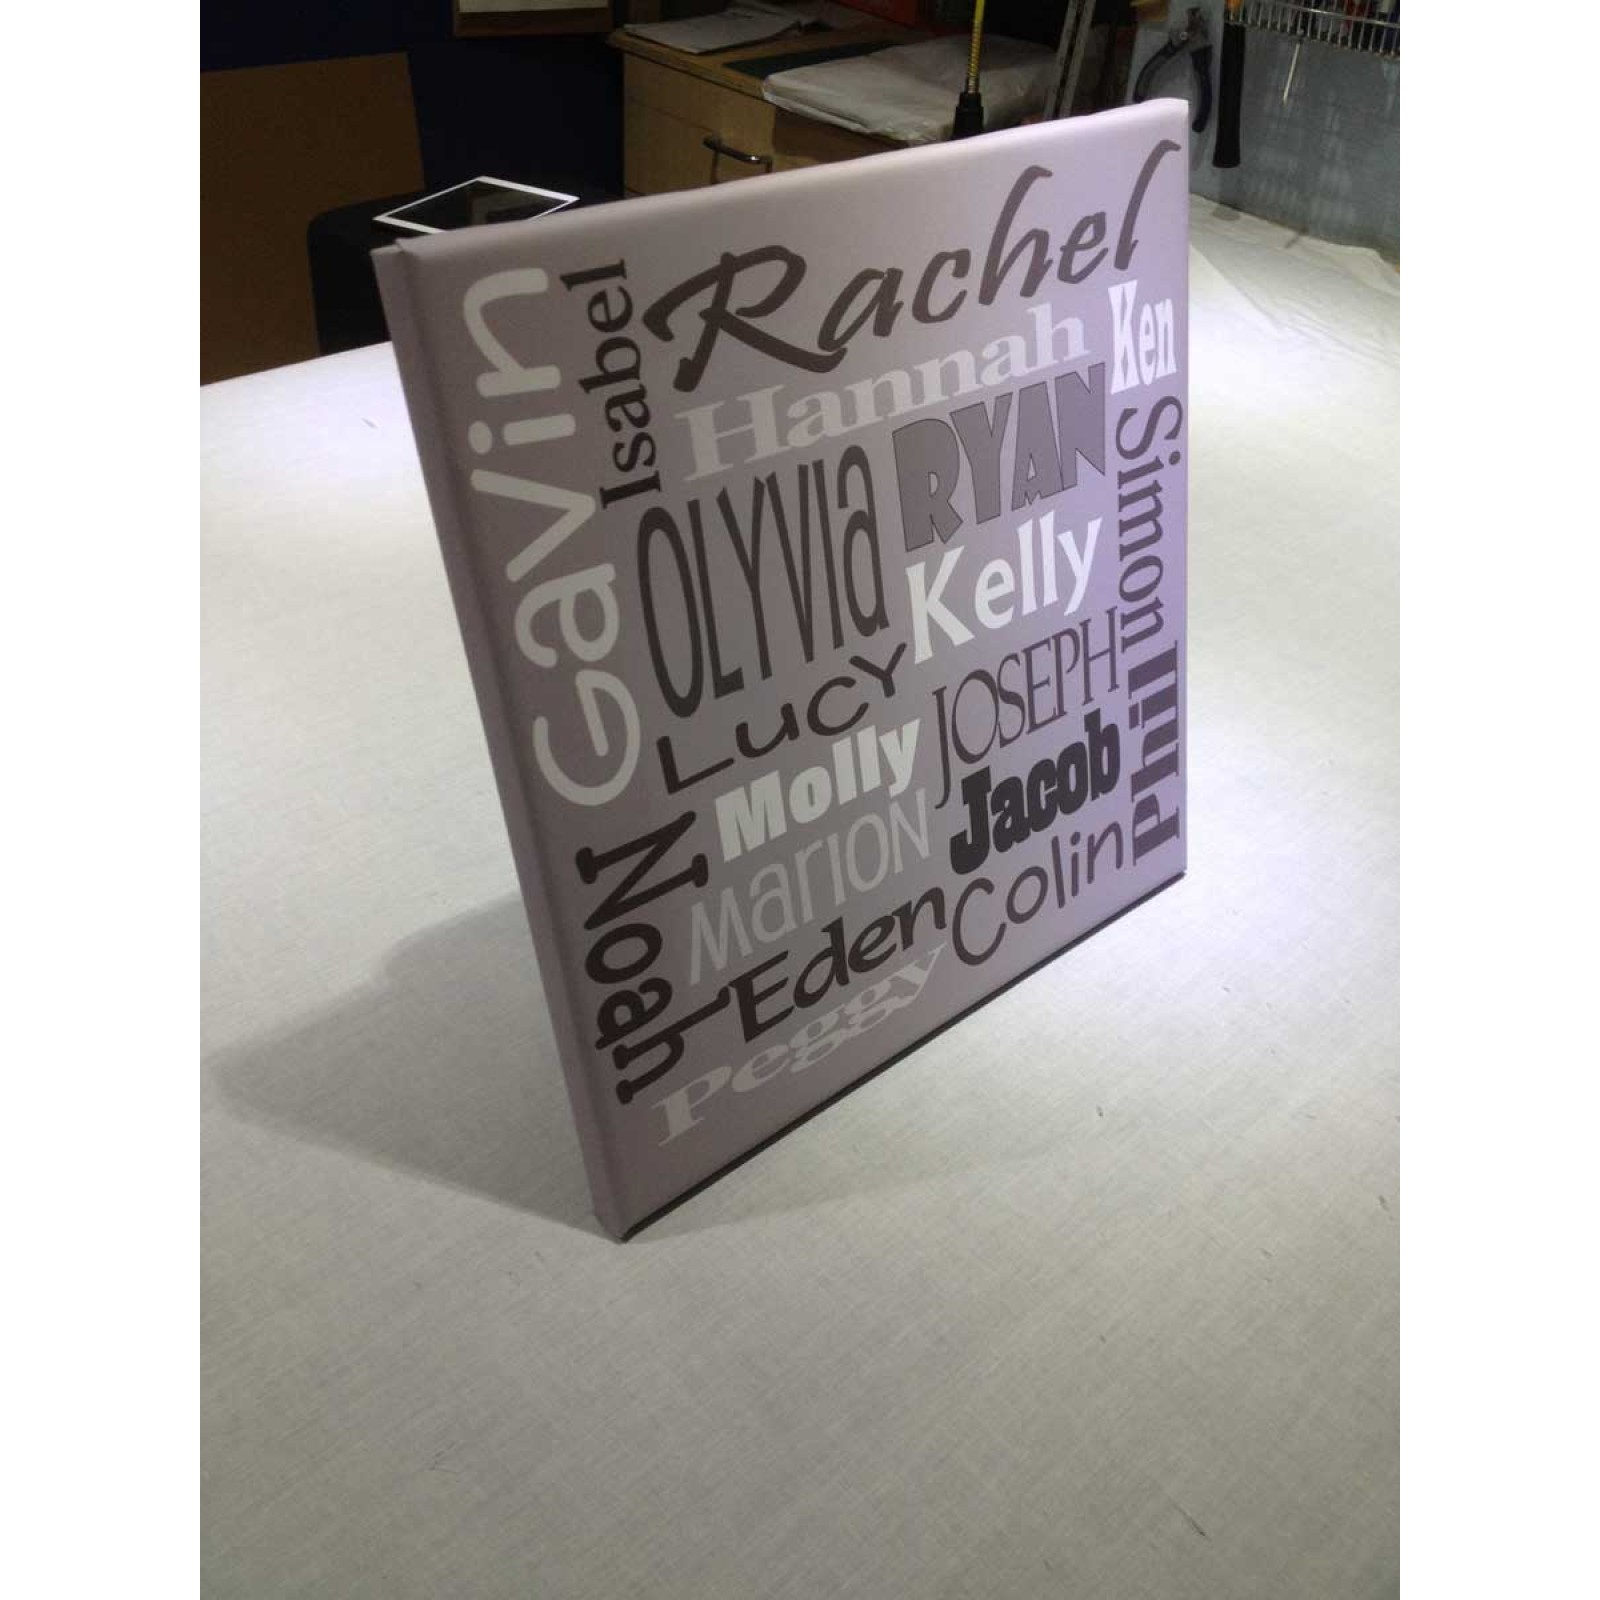 Rachel
Gavin
Isabel
Hannah
Ken
OLYVIa
RYAN
Simon
Kelly
LUCY
JOSEPH
Phil
Molly
Jacob
Noah
MarION
Colin
Eden
Peggy